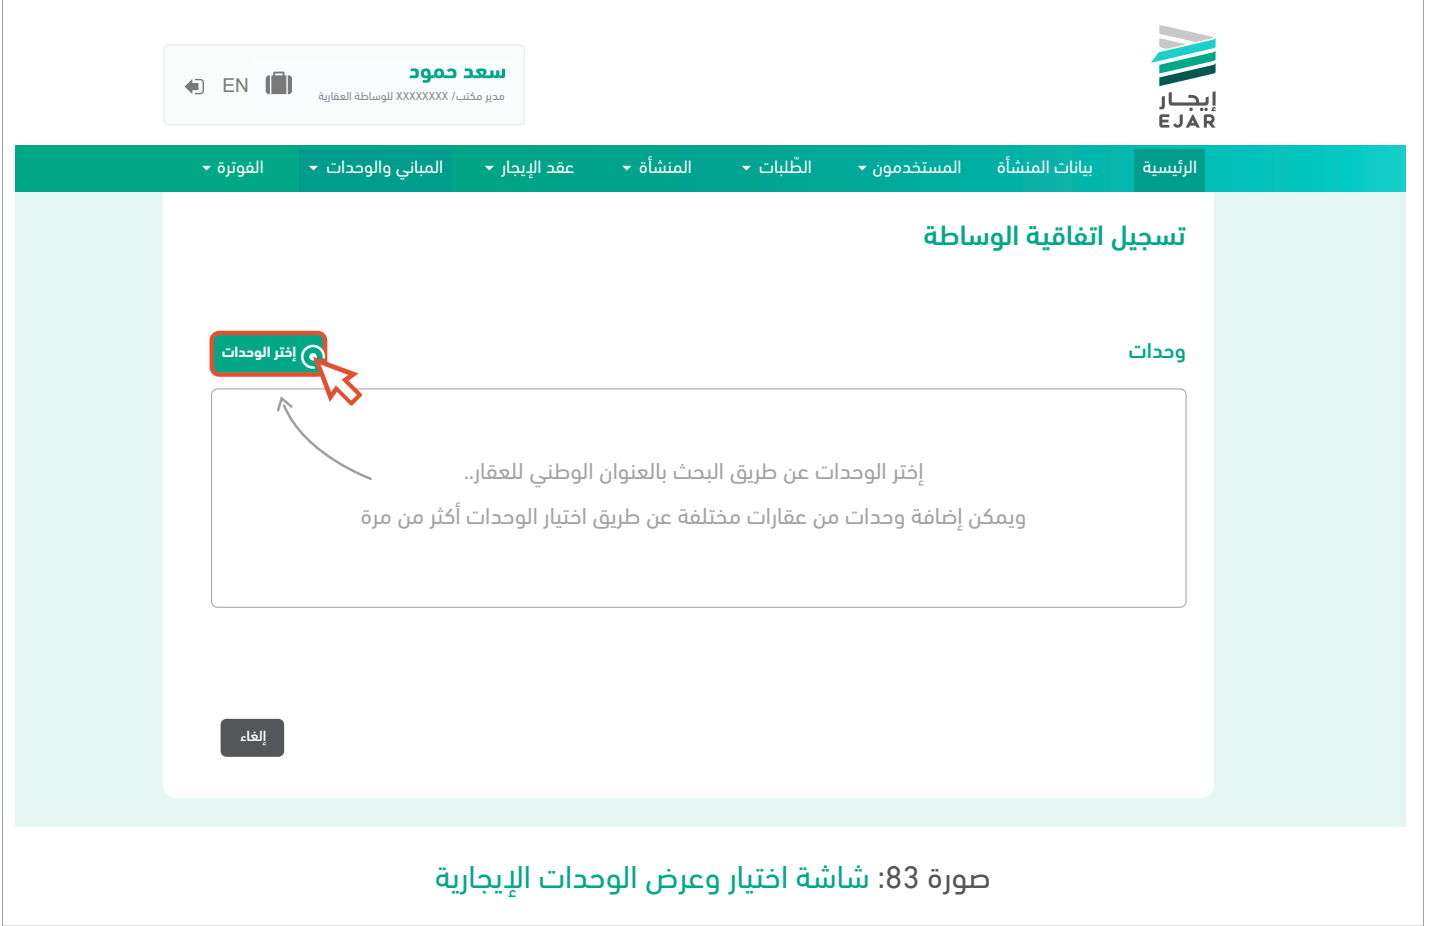 إيجــار
EJAR
سعد حمود
مدير مكتب/ XXXXXXXX للوساطة العقارية
EN
الرئيسية
بيانات المنشأة
المستخدمون
الطّلبات
المنشأة
عقد الإيجار
المباني والوحدات
الفوترة
تسجيل اتفاقية الوساطة
وحدات
إختر الوحدات
إختر الوحدات عن طريق البحث بالعنوان الوطني للعقار..
ويمكن إضافة وحدات من عقارات مختلفة عن طريق اختيار الوحدات أكثر من مرة
إلغاء
صورة 83: شاشة اختيار وعرض الوحدات الإيجارية